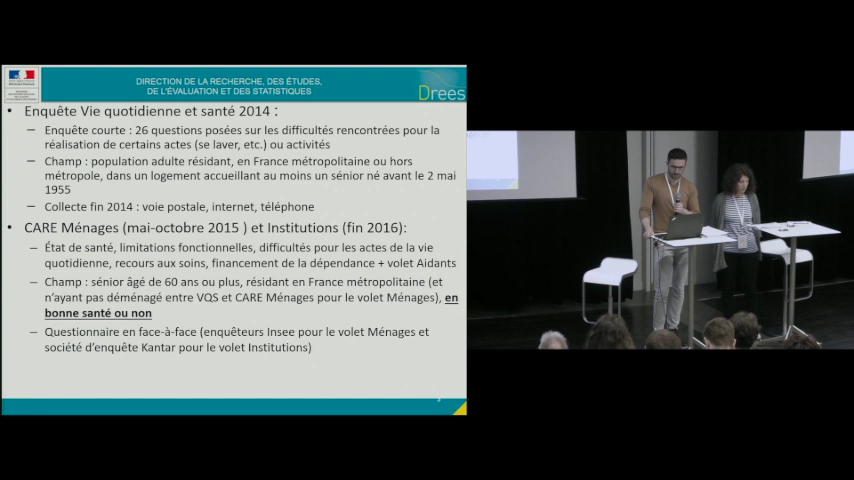 DIRECTION DE LA RECHERCHE, DES ÉTUDES,
DE L'ÉVALUATION ET DES STATISTIQUES
Drees
• Enquête Vie quotidienne et santé 2014 :
– Enquête courte : 26 questions posées sur les difficultés rencontrées pour la
réalisation de certains actes (se laver, etc.) ou activités
– Champ : population adulte résidant, en France métropolitaine ou hors
métropole, dans un logement accueillant au moins un sénior né avant le 2 mai
1955
– Collecte fin 2014 : voie postale, internet, téléphone
• CARE Ménages (mai-octobre 2015 ) et Institutions (fin 2016):
– État de santé, limitations fonctionnelles, difficultés pour les actes de la vie
quotidienne, recours aux soins, financement de la dépendance + volet Aidants
– Champ : sénior âgé de 60 ans ou plus, résidant en France métropolitaine (et
n'ayant pas déménagé entre VQS et CARE Ménages pour le volet Ménages), en
bonne santé ou non
– Questionnaire en face-à-face (enquêteurs Insee pour le volet Ménages et
société d'enquête Kantar pour le volet Institutions)